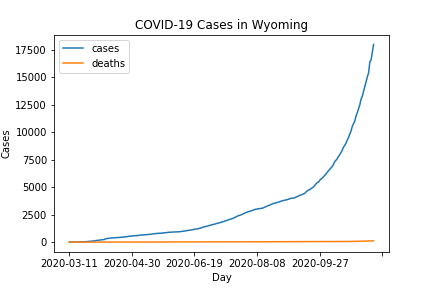 COVID-19 Cases in Wyoming
cases
deaths
17500
15000
12500
10000
7500
5000
2500
0
Cases
2020-03-11 2020-04-30 2020-06-19 2020-08-08 2020-09-27
Day